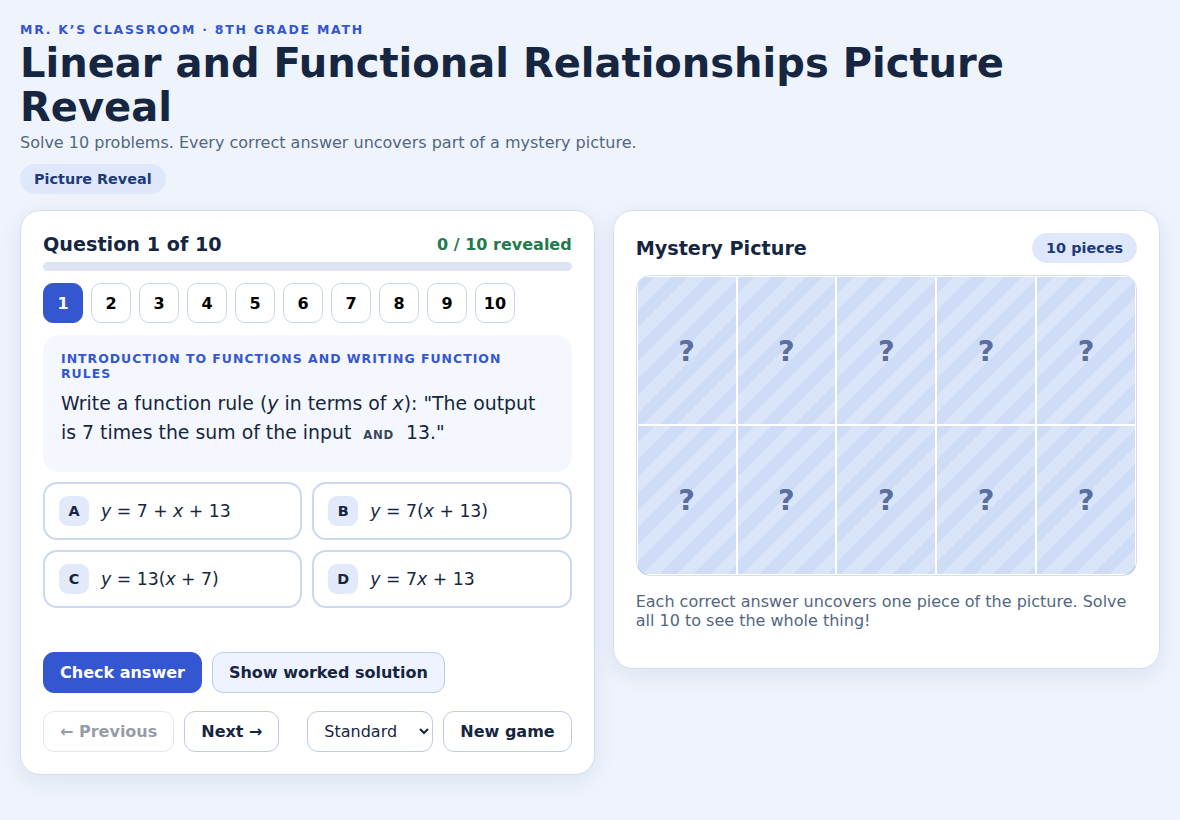 MR. K’S CLASSROOM · 8TH GRADE MATH
Linear and Functional Relationships Picture
Reveal
Solve 10 problems. Every correct answer uncovers part of a mystery picture.
Picture Reveal
Question 1 of 10
0 / 10 revealed
1 2 3 4 5 6 7 8 9 10
INTRODUCTION TO FUNCTIONS AND WRITING FUNCTION
RULES
Write a function rule (y in terms of x): "The output
is 7 times the sum of the input AND 13."
A y = 7 + x + 13
B y = 7(x + 13)
C y = 13(x + 7)
D y = 7x + 13
Check answer
Show worked solution
← Previous
Next →
Standard
New game
Mystery Picture
10 pieces
? ? ? ? ?
? ? ? ? ?
Each correct answer uncovers one piece of the picture. Solve
all 10 to see the whole thing!